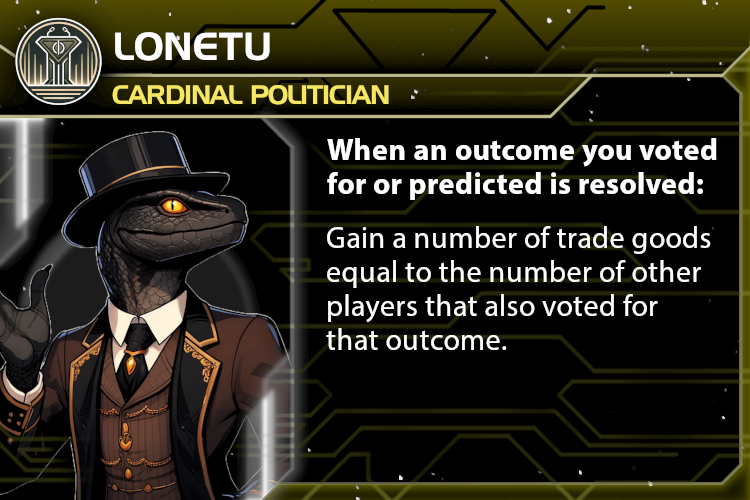 LONETU
CARDINAL POLITICIAN
When an outcome you voted
for or predicted is resolved:
Gain a number of trade goods
equal to the number of other
players that also voted for
that outcome.